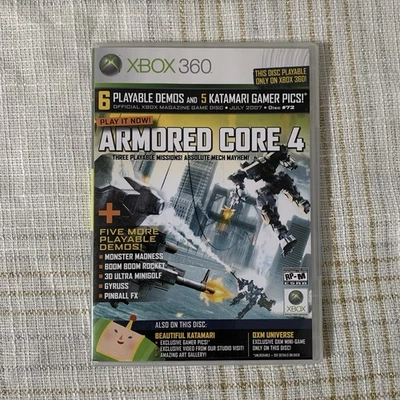 XBOX 360
THIS DISC PLAYABLE
ONLY ON XBOX 360!
6 PLAYABLE DEMOS AND 5 KATAMARI GAMER PICS!*
OFFICIAL XBOX MAGAZINE GAME DISC • JULY 2007 • Disc #72
PLAY IT NOW!
ARMORED CORE 4
THREE PLAYABLE MISSIONS! ABSOLUTE MECH MAYHEM!
+
FIVE MORE
PLAYABLE
DEMOS!
■ MONSTER MADNESS
■ BOOM BOOM ROCKET
■ 3D ULTRA MINIGOLF
■ GYRUSS
■ PINBALL FX
RP-M
ESRB
XBOX
ALSO ON THIS DISC:
BEAUTIFUL KATAMARI
• EXCLUSIVE GAMER PICS!*
EXCLUSIVE VIDEO FROM OUR STUDIO VISIT!
AMAZING ART GALLERY!
OXM UNIVERSE
EXCLUSIVE OXM MINI-GAME
ONLY ON THIS DISC!